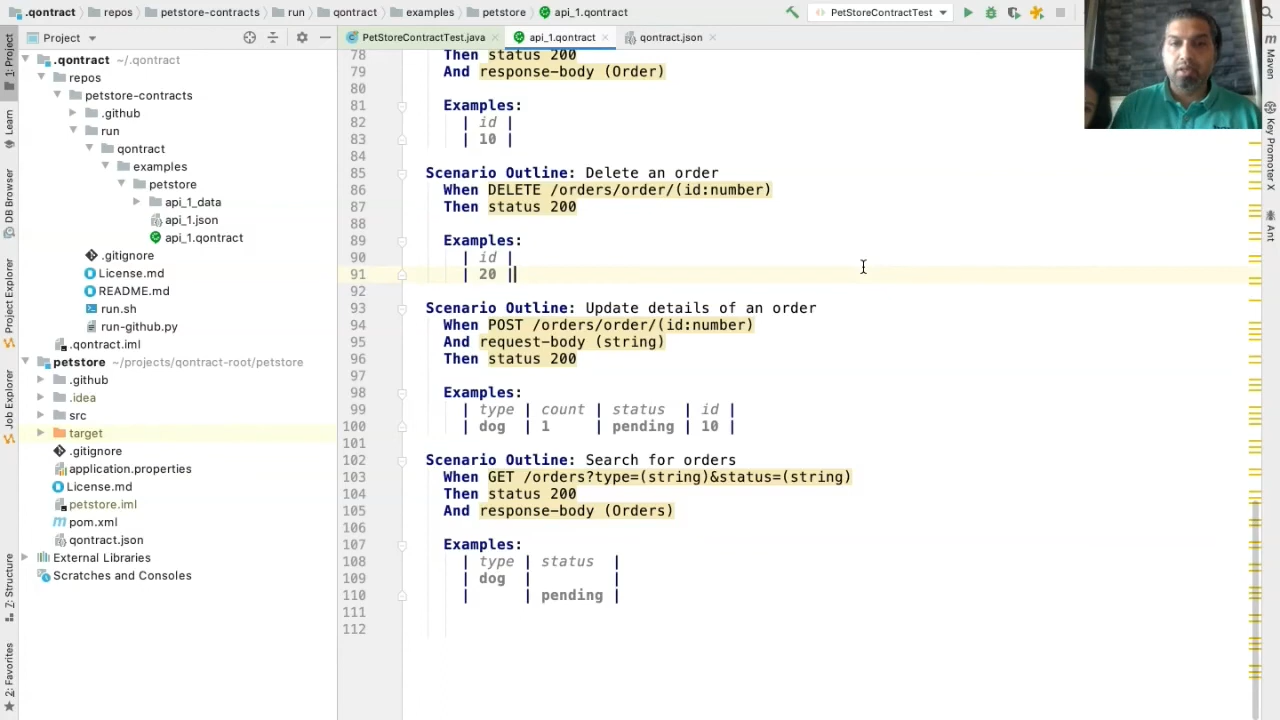 .qontract repos petstore-contracts run qontract examples petstore api_1.qontract PetStoreContractTest
Project PetStoreContractTest.java api_1.qontract qontract.json
.qontract ~/.qontract
repos
petstore-contracts
.github
run
qontract
examples
petstore
api_1_data
api_1.json
api_1.qontract
.gitignore
License.md
README.md
run.sh
run-github.py
.qontract.iml
petstore ~/projects/qontract-root/petstore
.github
.idea
src
target
.gitignore
application.properties
License.md
petstore.iml
pom.xml
qontract.json
External Libraries
Scratches and Consoles
1: Project
Learn
DB Browser
Project Explorer
Job Explorer
Z: Structure
2: Favorites
78 Then status 200
79 And response-body (Order)
80
81 Examples:
82 | id |
83 | 10 |
84
85 Scenario Outline: Delete an order
86 When DELETE /orders/order/(id:number)
87 Then status 200
88
89 Examples:
90 | id |
91 | 20 |
92
93 Scenario Outline: Update details of an order
94 When POST /orders/order/(id:number)
95 And request-body (string)
96 Then status 200
97
98 Examples:
99 | type | count | status | id |
100 | dog | 1 | pending | 10 |
101
102 Scenario Outline: Search for orders
103 When GET /orders?type=(string)&status=(string)
104 Then status 200
105 And response-body (Orders)
106
107 Examples:
108 | type | status |
109 | dog | |
110 | | pending |
111
112
Maven
Key Promoter X
Ant